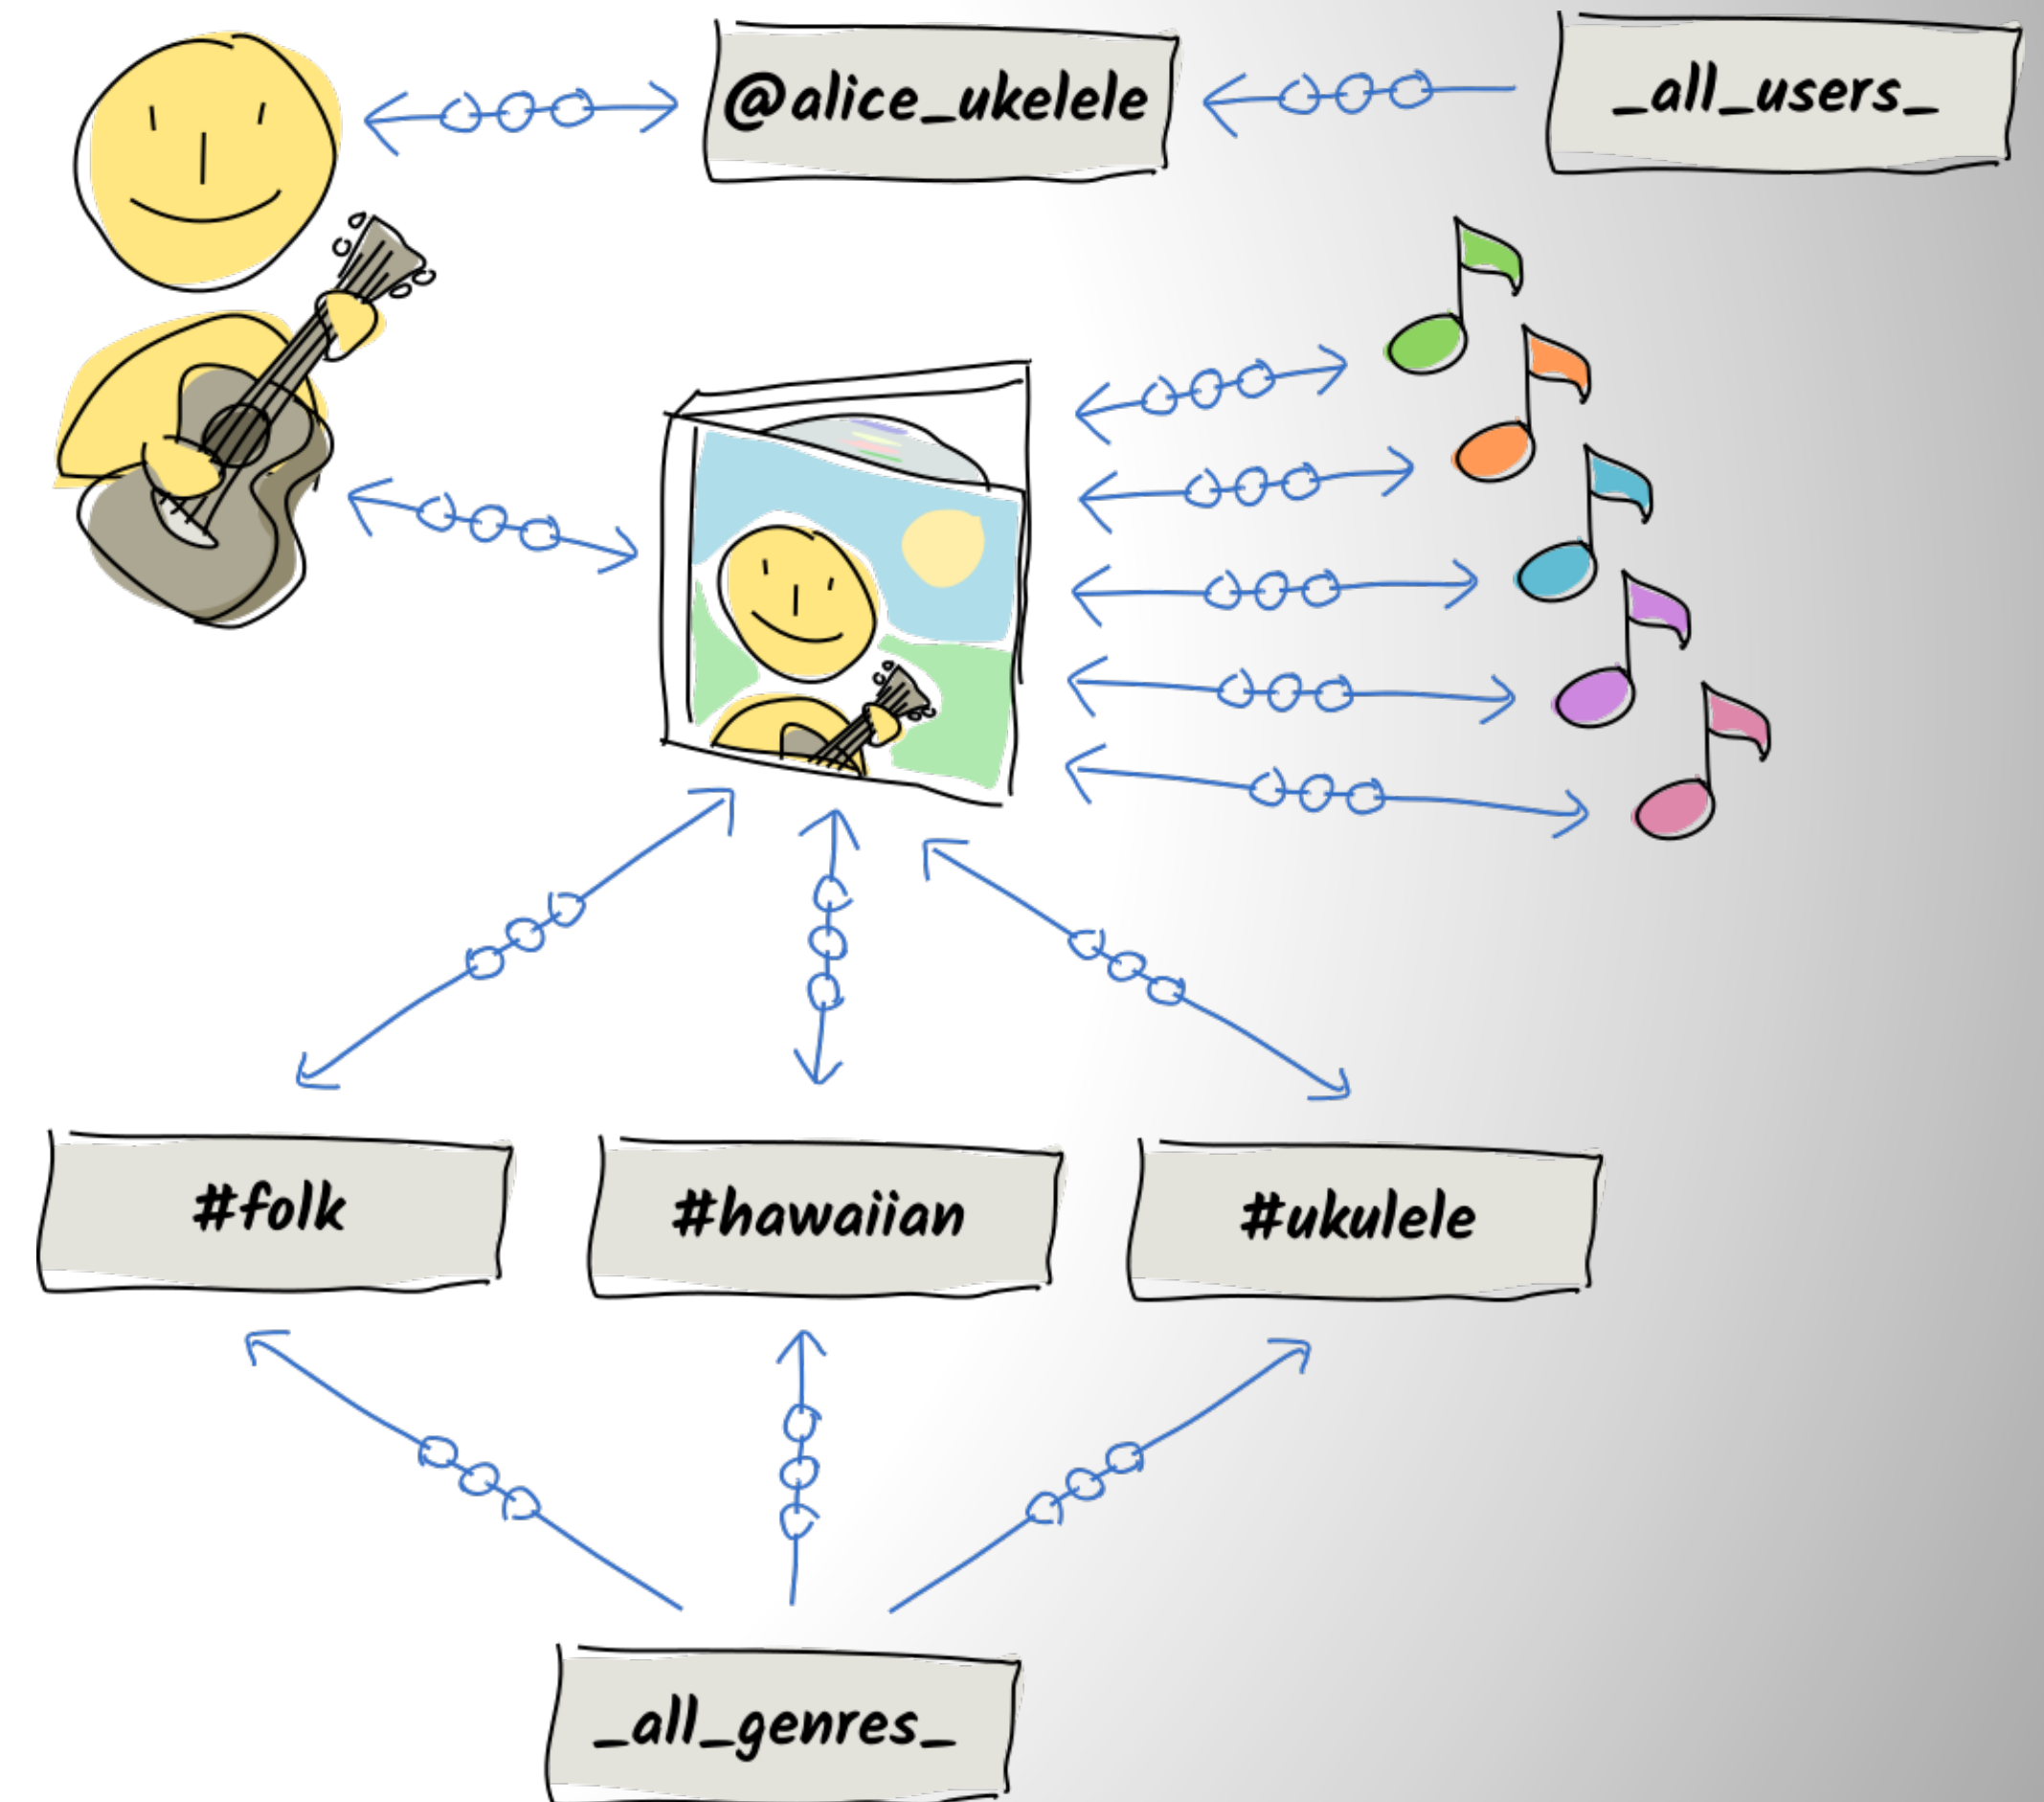 @alice_ukelele
_all_users_
#folk
#hawaiian
#ukulele
_all_genres_